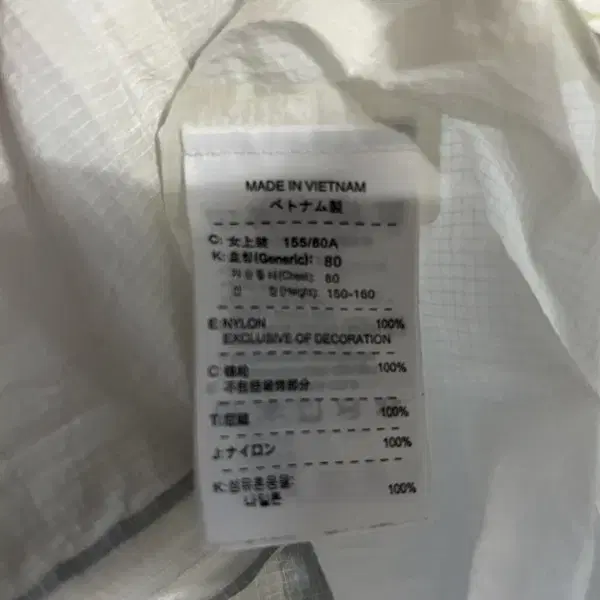 MADE IN VIETNAM
ベトナム製
C: 女上装 155/80A
K: 호칭(Generic): 80
가슴둘레(Chest): 80
신 장(Height): 150-160
E: NYLON 100%
EXCLUSIVE OF DECORATION
C: 锦纶 100%
不包括装饰部分
T: 尼龍 100%
J: ナイロン 100%
K: 섬유혼용율:
나일론 100%